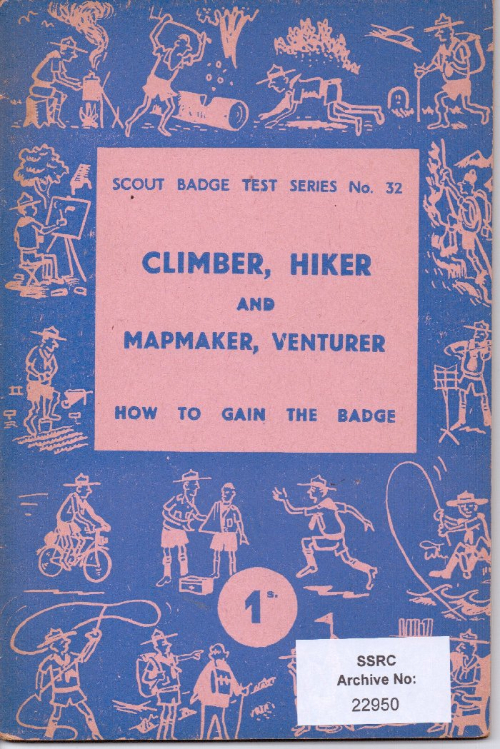 SCOUT BADGE TEST SERIES No. 32
CLIMBER, HIKER
AND
MAPMAKER, VENTURER
HOW TO GAIN THE BADGE
1s.
SSRC
Archive No:
22950